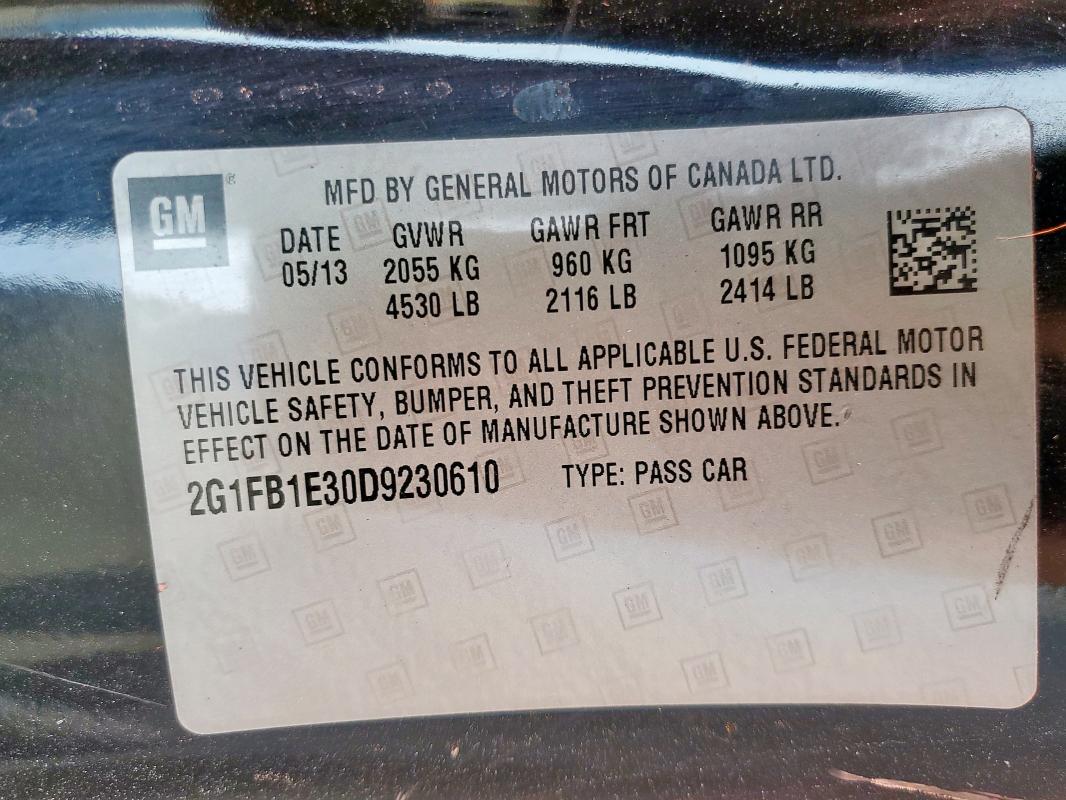 GM ®
MFD BY GENERAL MOTORS OF CANADA LTD.
DATE GVWR GAWR FRT GAWR RR
05/13 2055 KG 960 KG 1095 KG
4530 LB 2116 LB 2414 LB
THIS VEHICLE CONFORMS TO ALL APPLICABLE U.S. FEDERAL MOTOR
VEHICLE SAFETY, BUMPER, AND THEFT PREVENTION STANDARDS IN
EFFECT ON THE DATE OF MANUFACTURE SHOWN ABOVE.
2G1FB1E30D9230610 TYPE: PASS CAR